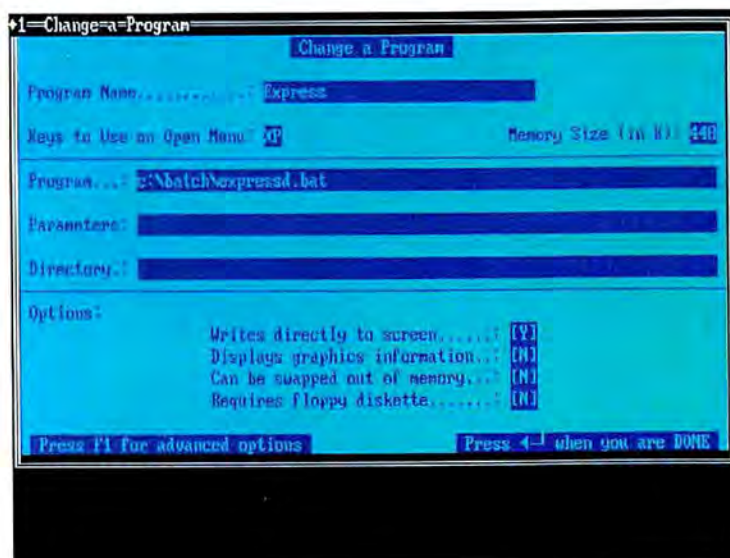 1=Change=a=Program
Change a Program
Program Name............: Express
Keys to Use on Open Menu: XP Memory Size (in K): 440
Program...: c:\batch\expressd.bat
Parameters:
Directory.:
Options:
Writes directly to screen......: [Y]
Displays graphics information..: [N]
Can be swapped out of memory...: [N]
Requires floppy diskette.......: [N]
Press F1 for advanced options Press ◄─┘ when you are DONE